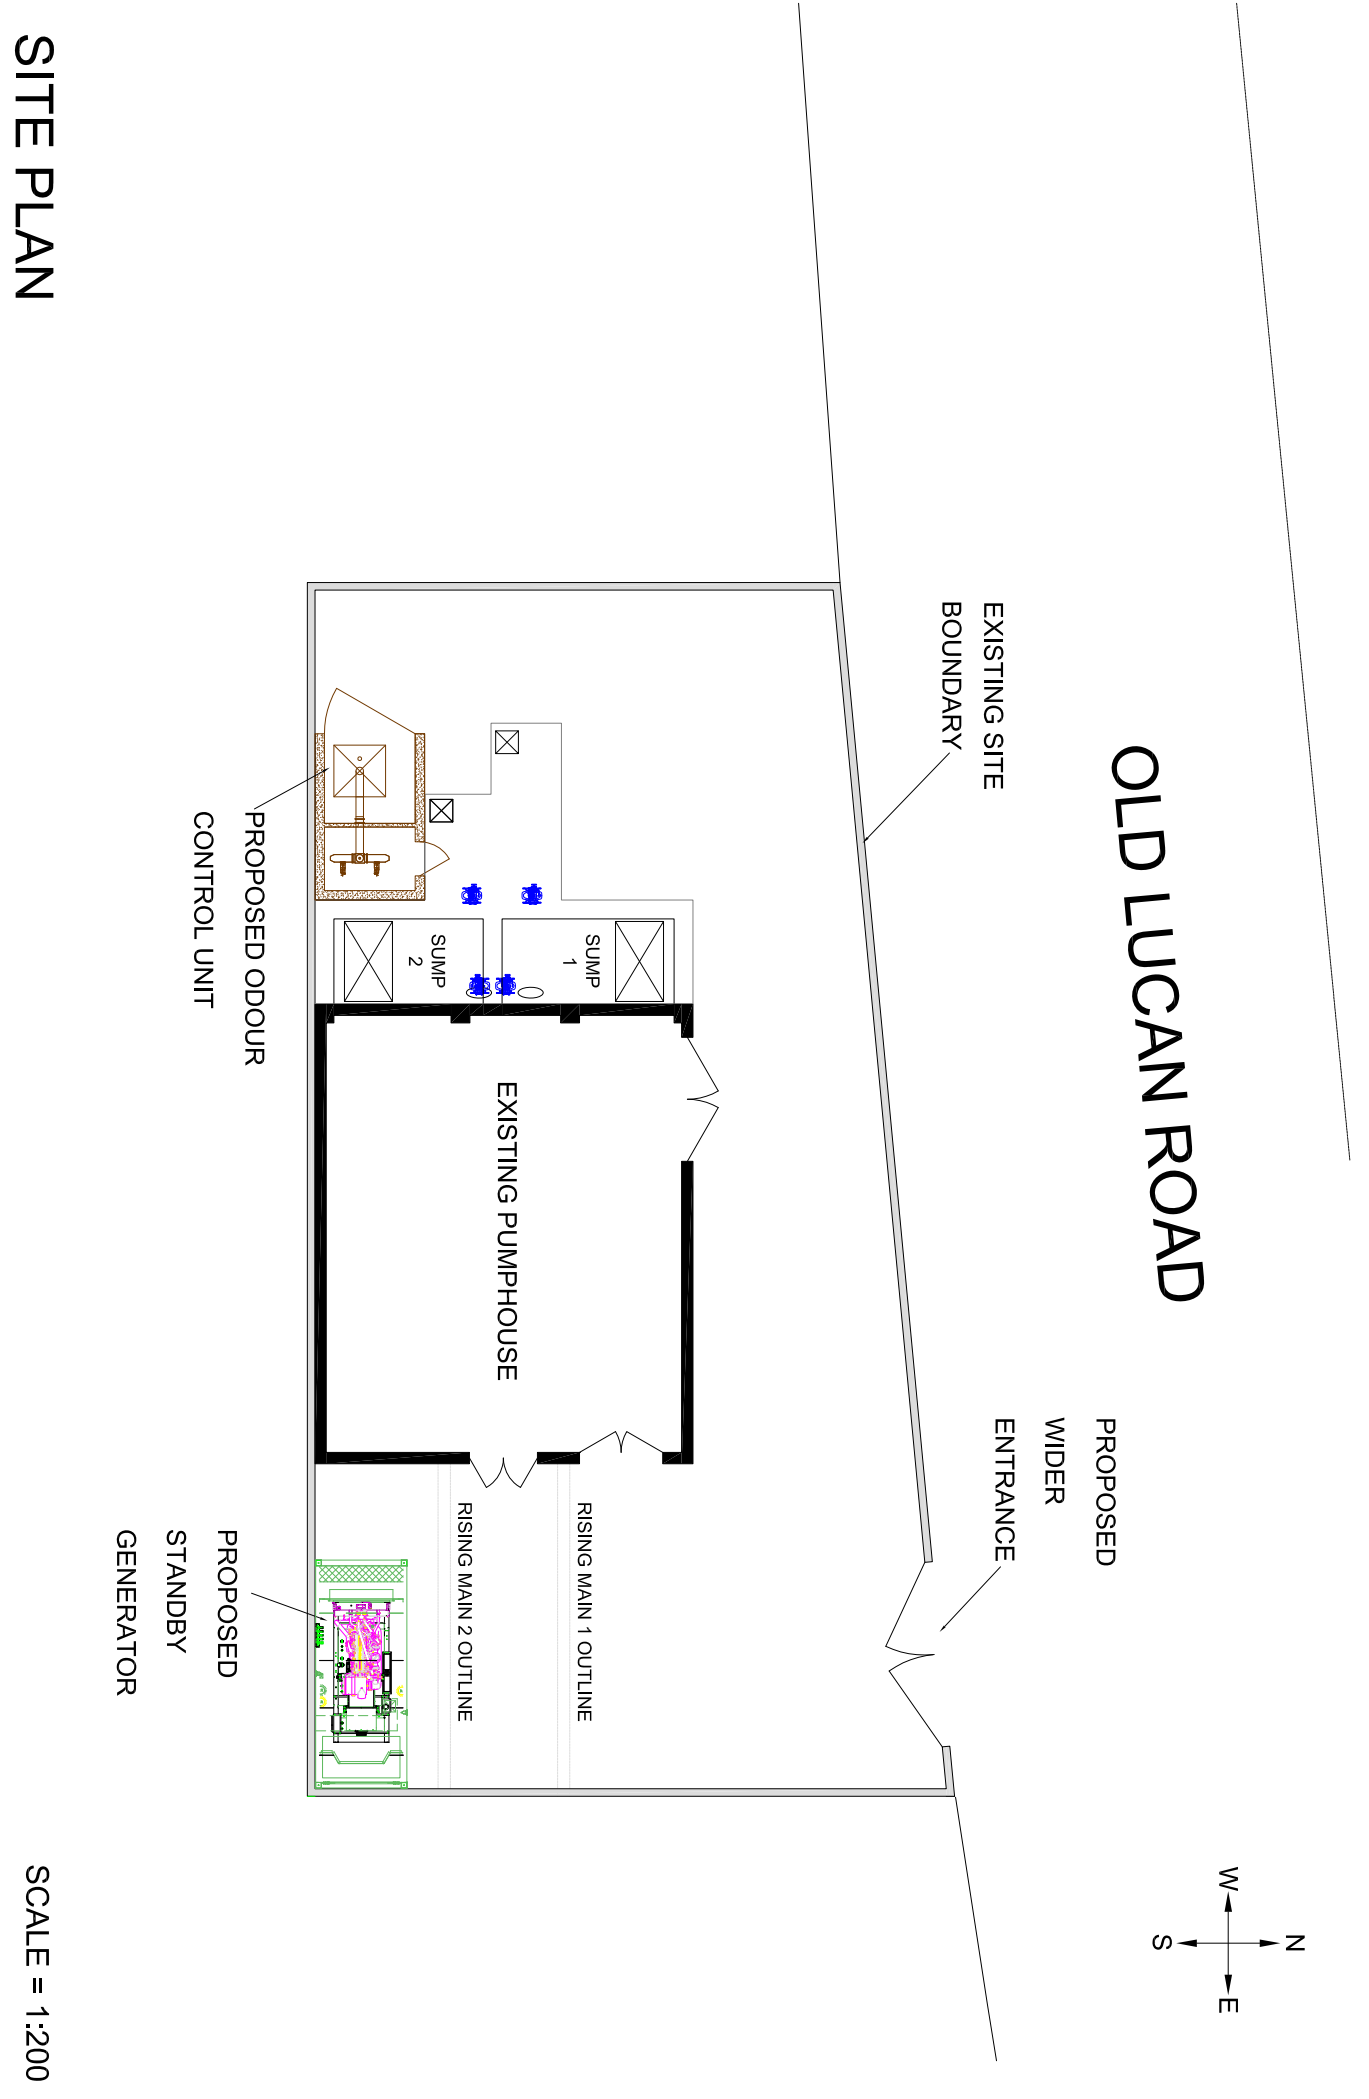 SITE PLAN
OLD LUCAN ROAD
EXISTING SITE
BOUNDARY
PROPOSED
WIDER
ENTRANCE
SUMP
1
SUMP
2
EXISTING PUMPHOUSE
RISING MAIN 1 OUTLINE
RISING MAIN 2 OUTLINE
PROPOSED ODOUR
CONTROL UNIT
PROPOSED
STANDBY
GENERATOR
N
W
E
S
SCALE = 1:200